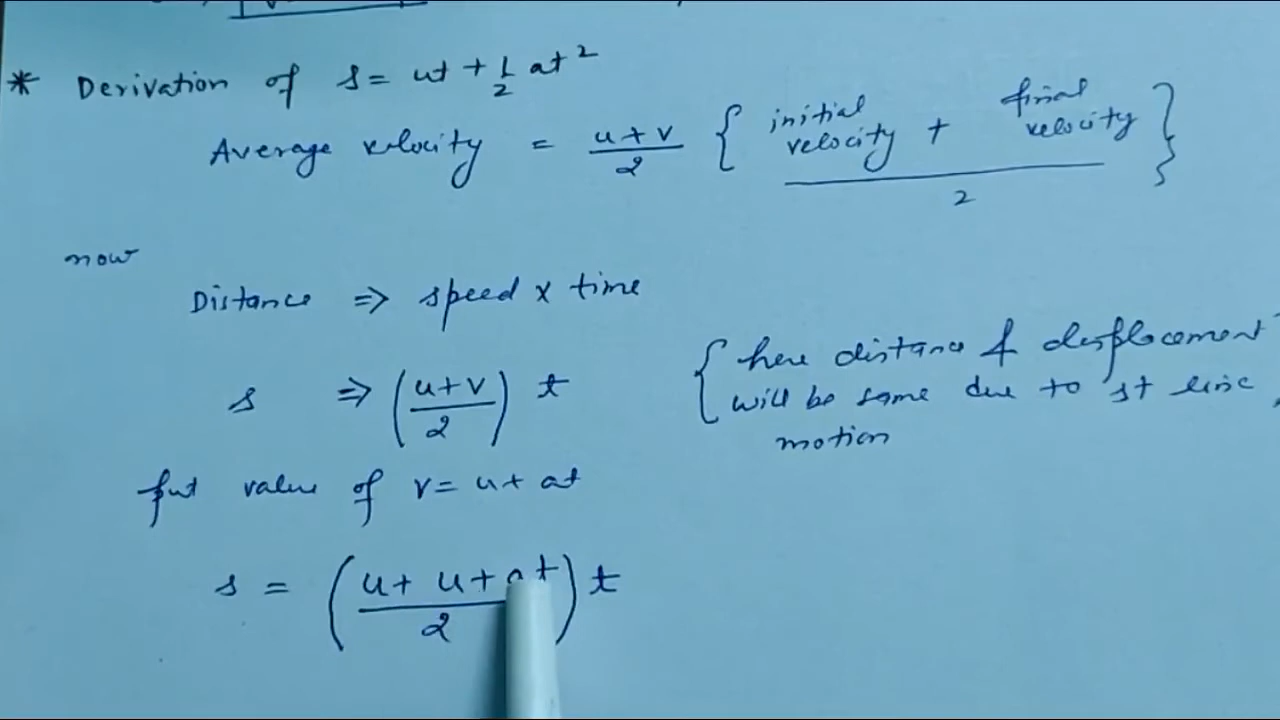 * Derivation of s = ut + 1/2 at²
Average velocity = (u+v)/2 { (initial velocity + final velocity)/2 }
now
Distance ⇒ speed × time
s ⇒ ((u+v)/2) t
{ here distance & displacement
will be same due to st line
motion
put value of v = u + at
s = ((u + u + at)/2) t